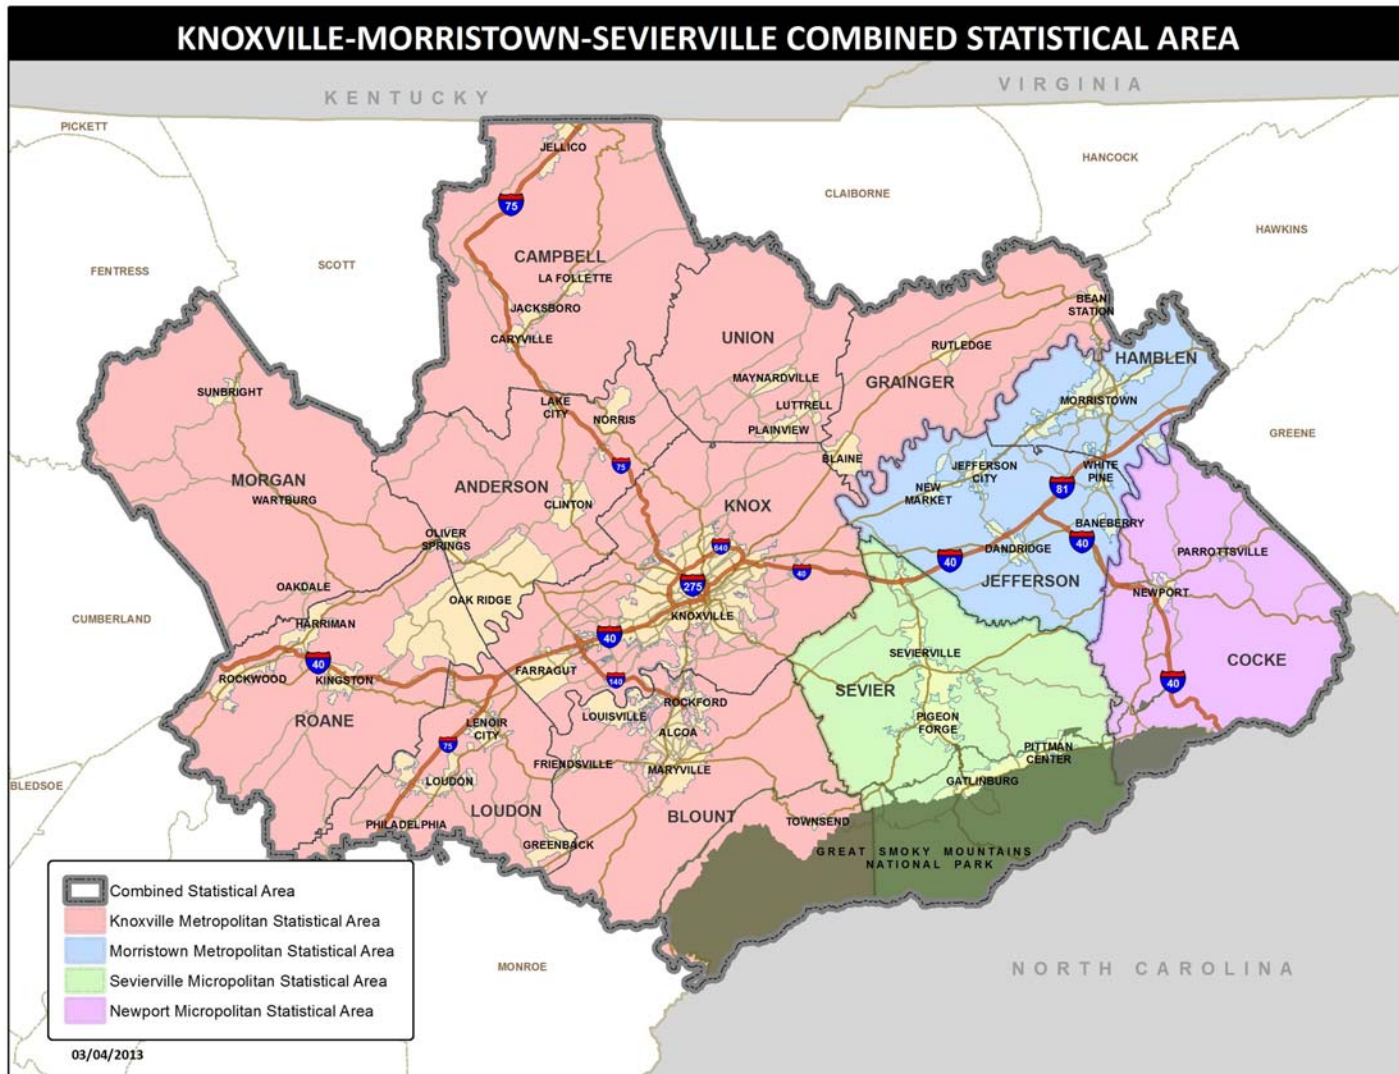 KNOXVILLE-MORRISTOWN-SEVIERVILLE COMBINED STATISTICAL AREA
KENTUCKY
VIRGINIA
PICKETT
JELLICO
HANCOCK
CLAIBORNE
75
HAWKINS
CAMPBELL
SCOTT
FENTRESS
LA FOLLETTE
BEAN
STATION
JACKSBORO
CARYVILLE
UNION
RUTLEDGE
HAMBLEN
GRAINGER
MAYNARDVILLE
SUNBRIGHT
LAKE
CITY
NORRIS
LUTTRELL
MORRISTOWN
PLAINVIEW
GREENE
BLAINE
75
JEFFERSON
CITY
WHITE
PINE
MORGAN
ANDERSON
NEW
MARKET
81
WARTBURG
CLINTON
KNOX
BANEBERRY
OLIVER
SPRINGS
640
40
DANDRIDGE
PARROTTSVILLE
40
40
JEFFERSON
OAKDALE
275
NEWPORT
OAK RIDGE
CUMBERLAND
HARRIMAN
KNOXVILLE
40
SEVIERVILLE
COCKE
40
FARRAGUT
ROCKWOOD
KINGSTON
140
40
SEVIER
ROCKFORD
ROANE
LENOIR
CITY
LOUISVILLE
PIGEON
FORGE
ALCOA
75
PITTMAN
CENTER
FRIENDSVILLE
MARYVILLE
BLEDSOE
LOUDON
GATLINBURG
LOUDON
BLOUNT
PHILADELPHIA
TOWNSEND
GREENBACK
GREAT SMOKY MOUNTAINS
NATIONAL PARK
MONROE
NORTH CAROLINA
Combined Statistical Area
Knoxville Metropolitan Statistical Area
Morristown Metropolitan Statistical Area
Sevierville Micropolitan Statistical Area
Newport Micropolitan Statistical Area
03/04/2013